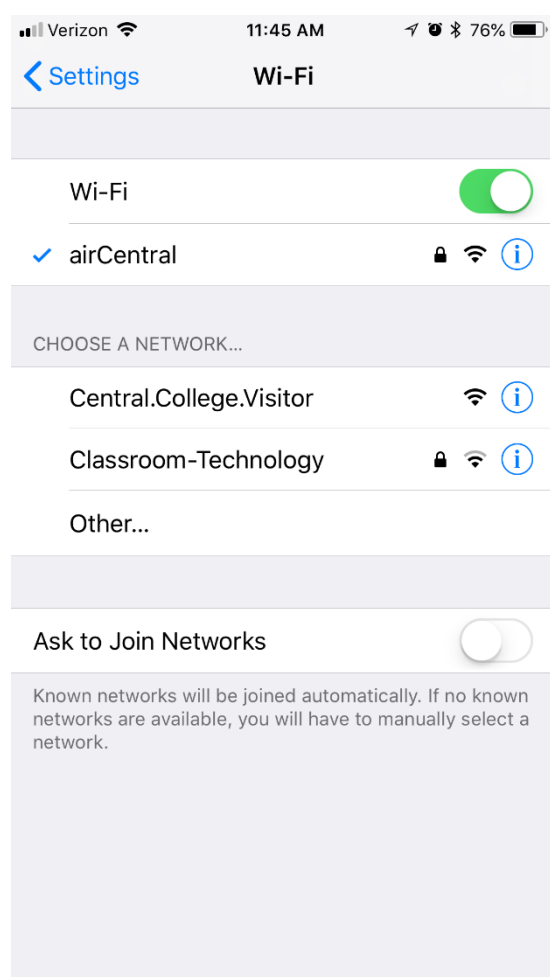 Verizon 11:45 AM 76%
Settings Wi-Fi
Wi-Fi
airCentral
CHOOSE A NETWORK...
Central.College.Visitor
Classroom-Technology
Other...
Ask to Join Networks
Known networks will be joined automatically. If no known
networks are available, you will have to manually select a
network.